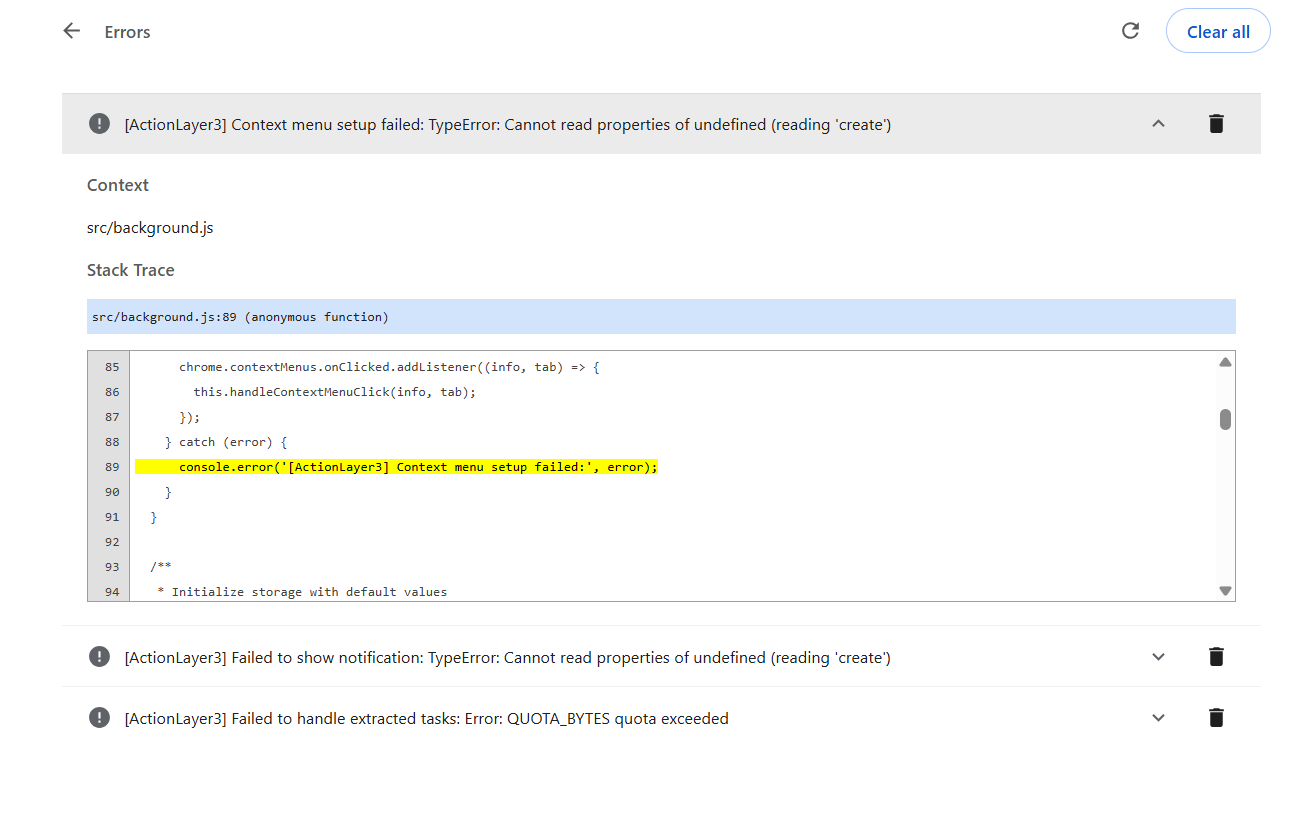 Errors
Clear all
[ActionLayer3] Context menu setup failed: TypeError: Cannot read properties of undefined (reading 'create')
Context
src/background.js
Stack Trace
src/background.js:89 (anonymous function)
85 chrome.contextMenus.onClicked.addListener((info, tab) => {
86 this.handleContextMenuClick(info, tab);
87 });
88 } catch (error) {
89 console.error('[ActionLayer3] Context menu setup failed:', error);
90 }
91 }
92
93 /**
94 * Initialize storage with default values
[ActionLayer3] Failed to show notification: TypeError: Cannot read properties of undefined (reading 'create')
[ActionLayer3] Failed to handle extracted tasks: Error: QUOTA_BYTES quota exceeded